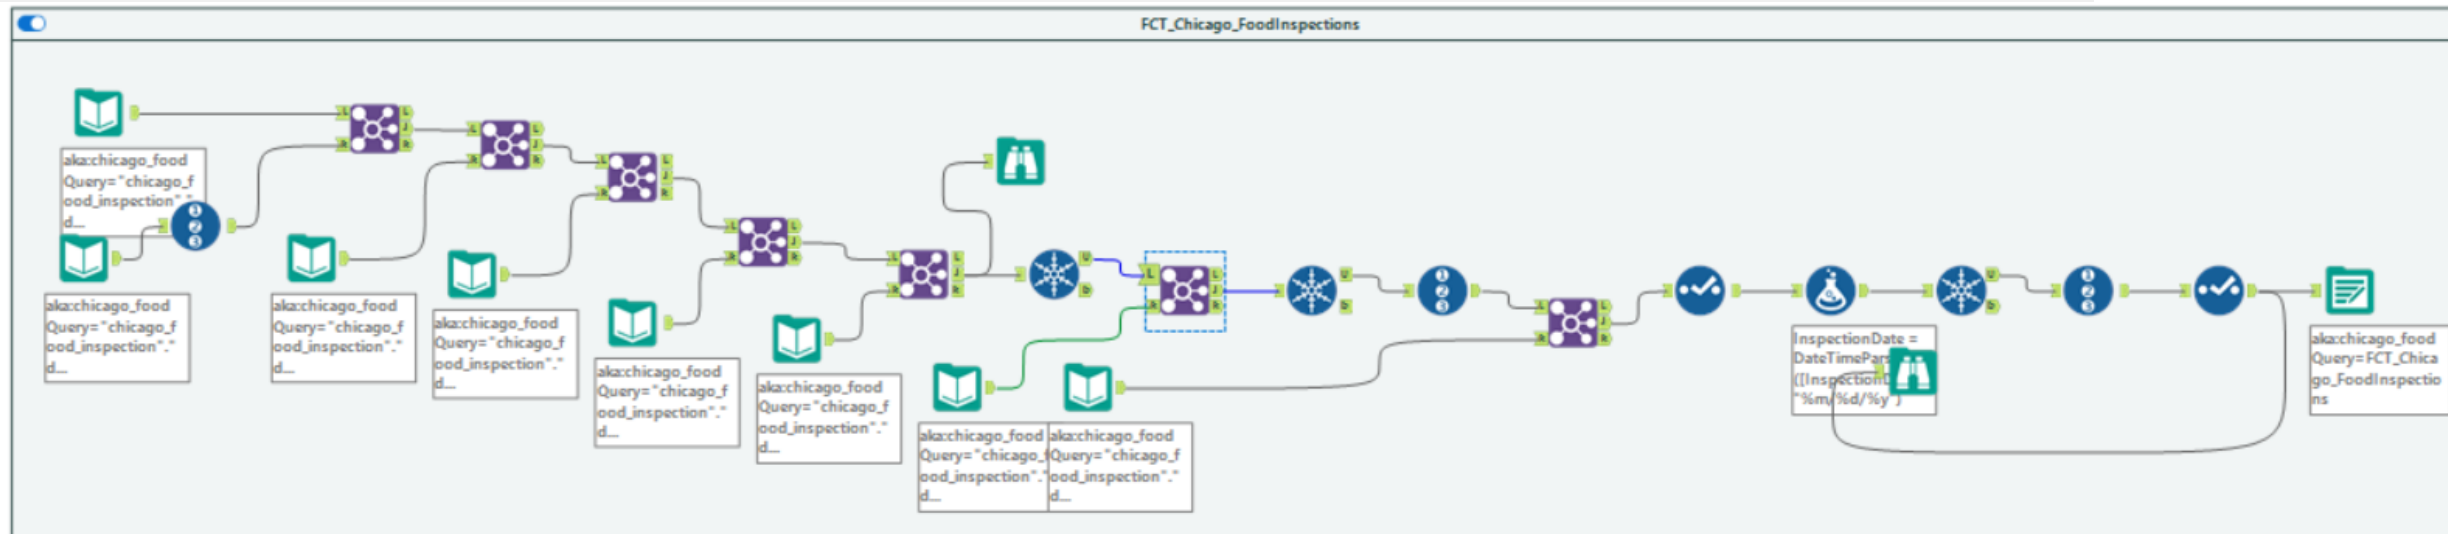 FCT_Chicago_FoodInspections
aka:chicago_food
Query="chicago_f
ood_inspection"."
d...
aka:chicago_food
Query="chicago_f
ood_inspection"."
d...
aka:chicago_food
Query="chicago_f
ood_inspection"."
d...
aka:chicago_food
Query="chicago_f
ood_inspection"."
d...
aka:chicago_food
Query="chicago_f
ood_inspection"."
d...
aka:chicago_food
Query="chicago_f
ood_inspection"."
d...
aka:chicago_food
Query="chicago_f
ood_inspection"."
d...
aka:chicago_food
Query="chicago_f
ood_inspection"."
d...
InspectionDate =
"%m/%d/%y")
aka:chicago_food
Query=FCT_Chica
go_FoodInspectio
ns